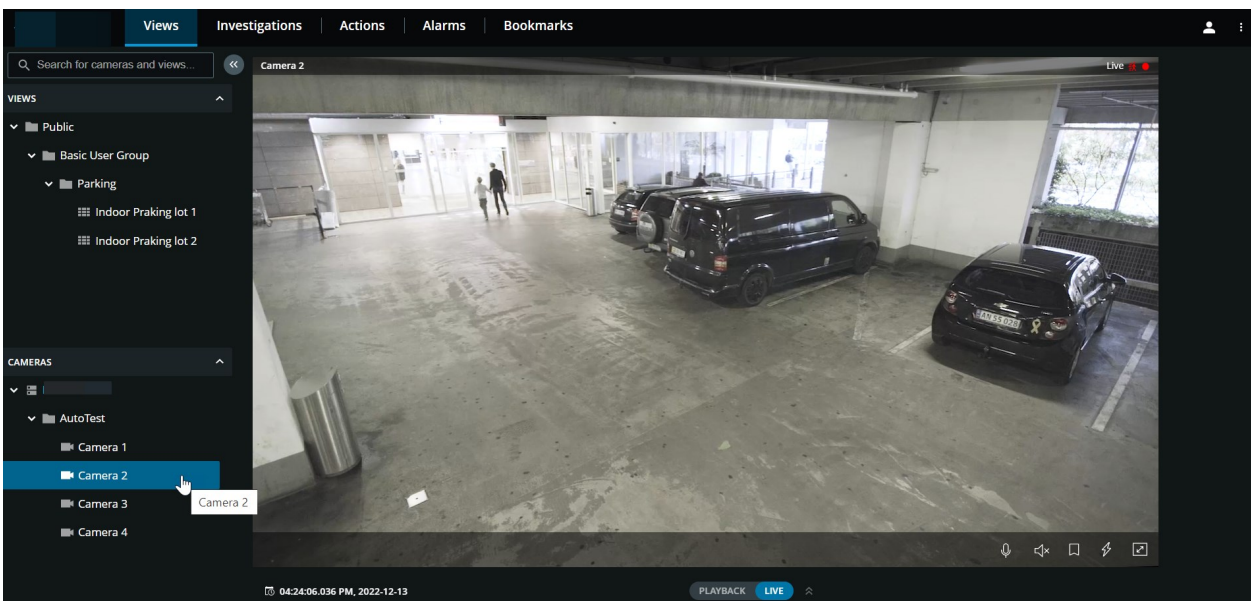 Views Investigations Actions Alarms Bookmarks
Search for cameras and views...
Camera 2
Live
VIEWS
Public
Basic User Group
Parking
Indoor Praking lot 1
Indoor Praking lot 2
CAMERAS
AutoTest
Camera 1
Camera 2
Camera 2
Camera 3
Camera 4
04:24:06.036 PM, 2022-12-13
PLAYBACK LIVE